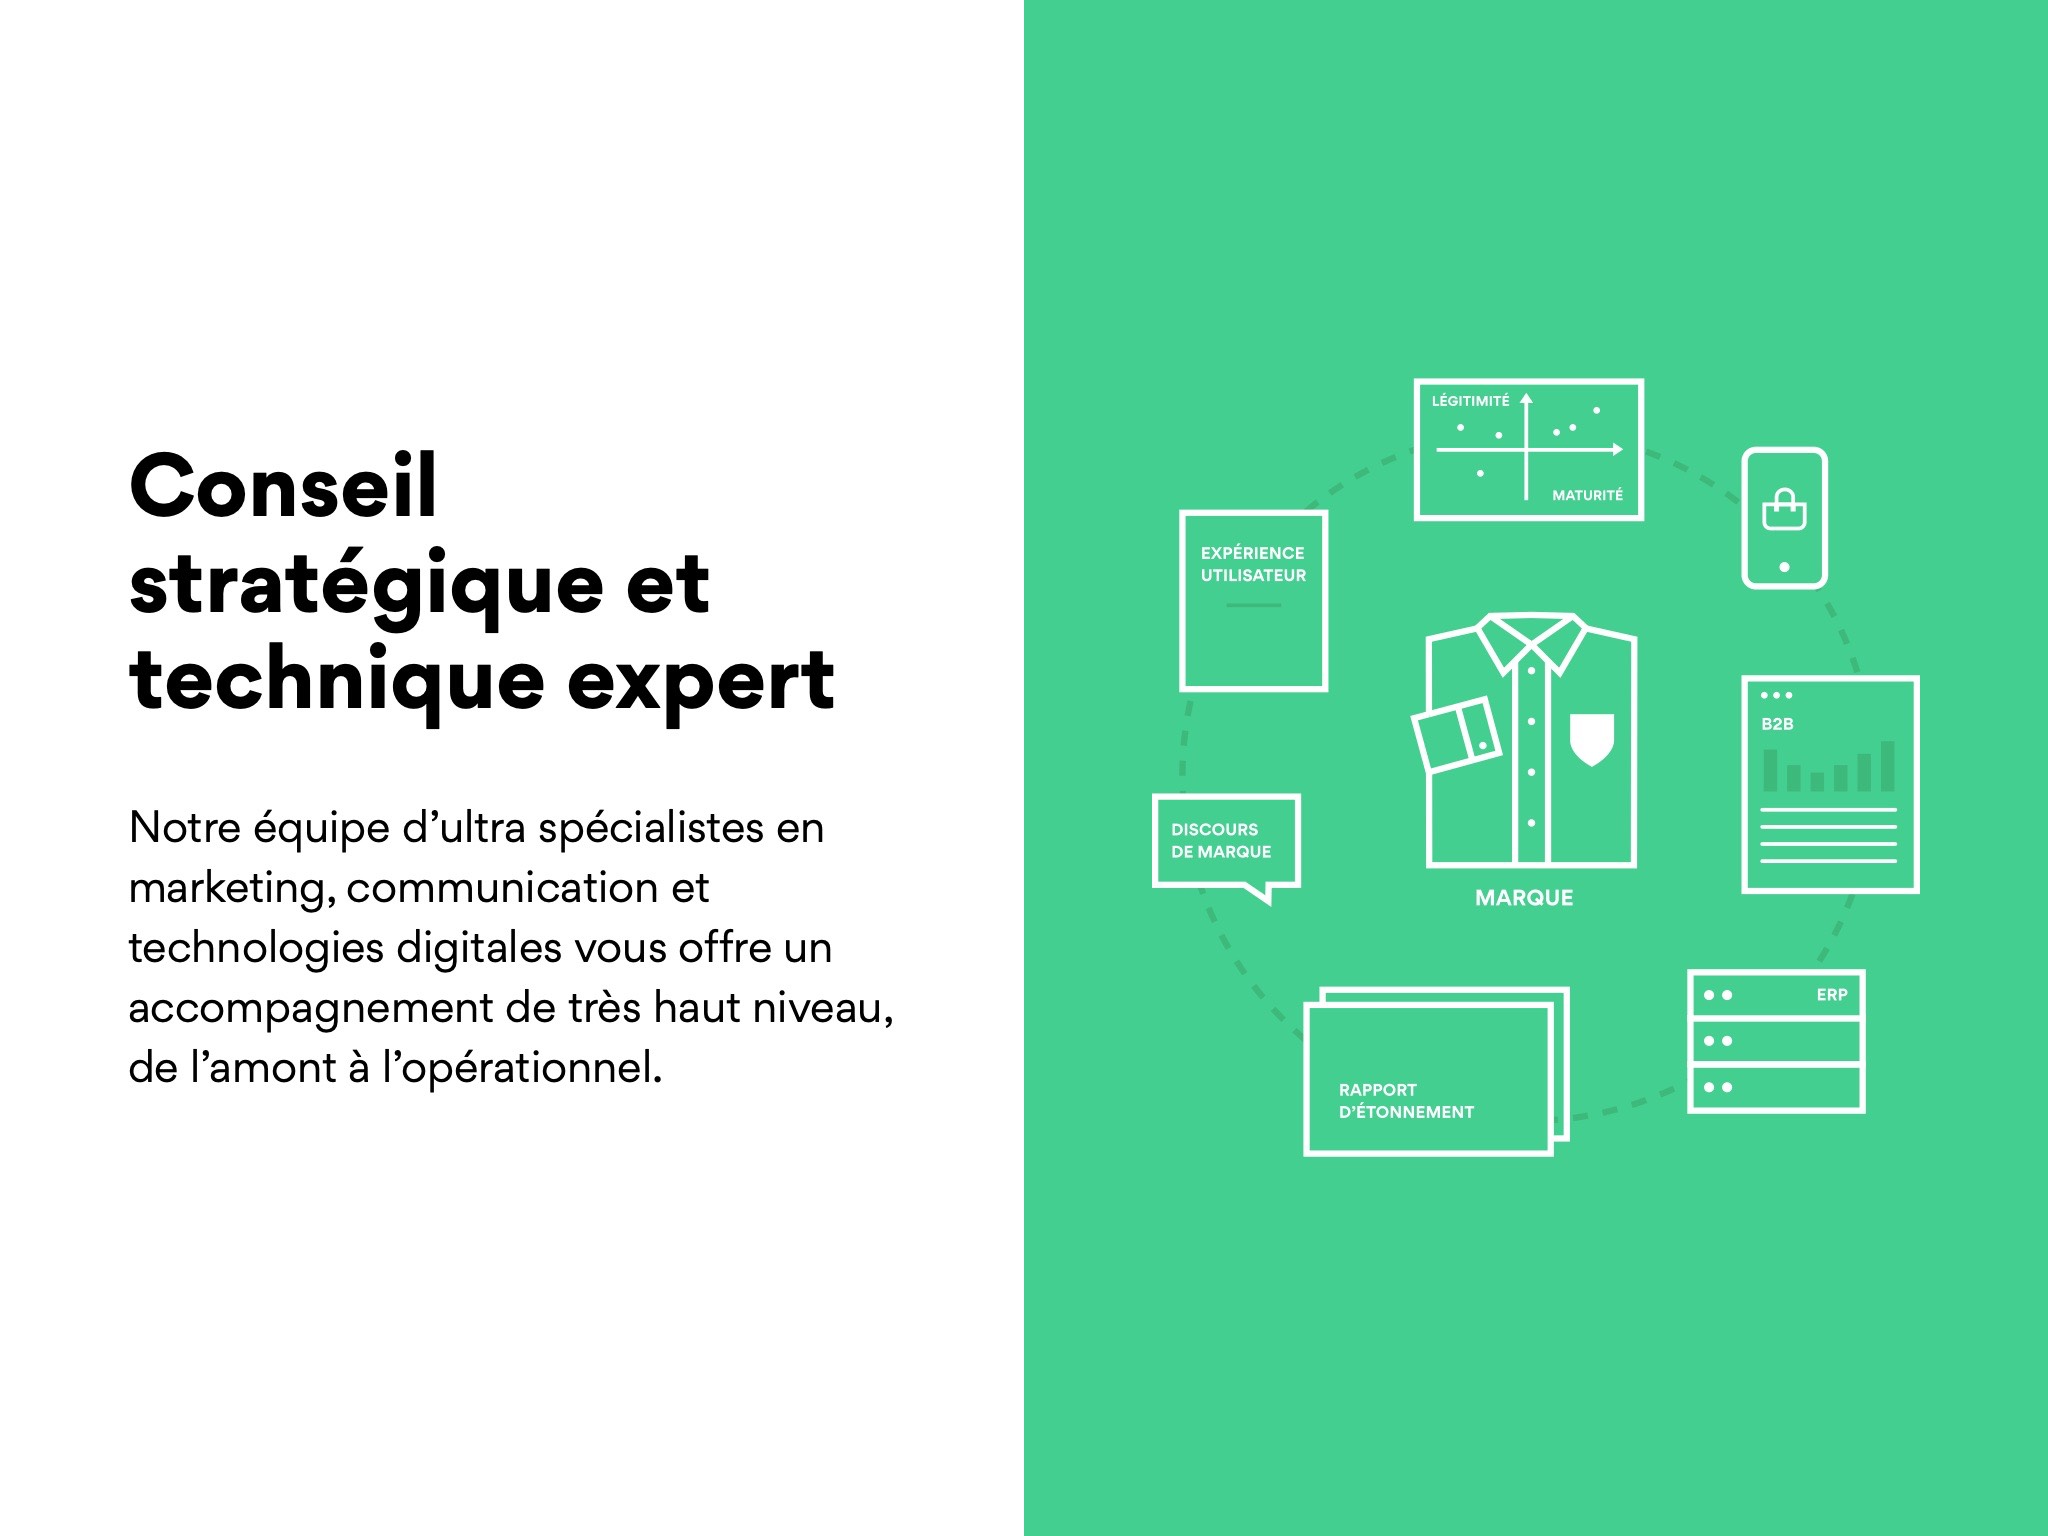 Conseil
stratégique et
technique expert
Notre équipe d’ultra spécialistes en
marketing, communication et
technologies digitales vous offre un
accompagnement de très haut niveau,
de l’amont à l’opérationnel.
LÉGITIMITÉ
MATURITÉ
EXPÉRIENCE
UTILISATEUR
B2B
DISCOURS
DE MARQUE
MARQUE
ERP
RAPPORT
D’ÉTONNEMENT